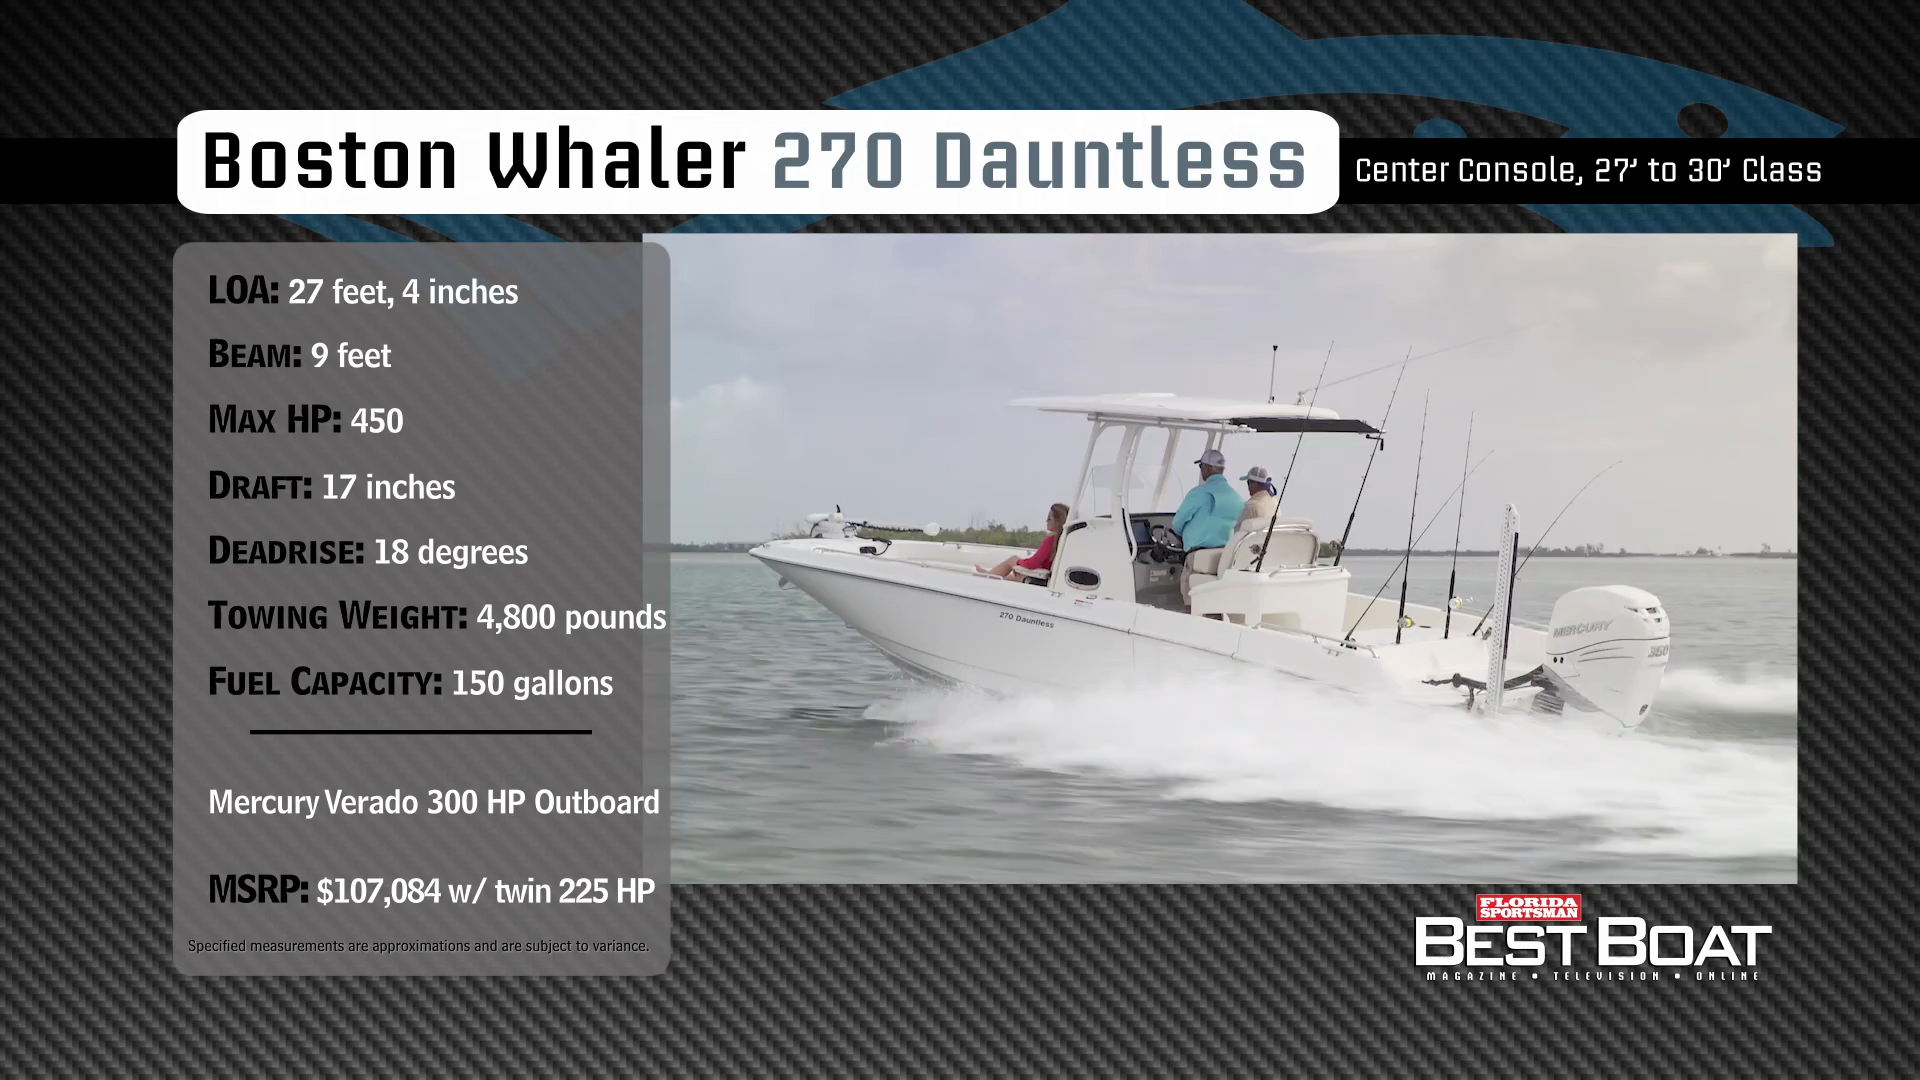 Boston Whaler 270 Dauntless
Center Console, 27' to 30' Class
LOA: 27 feet, 4 inches
BEAM: 9 feet
MAX HP: 450
DRAFT: 17 inches
DEADRISE: 18 degrees
TOWING WEIGHT: 4,800 pounds
FUEL CAPACITY: 150 gallons
Mercury Verado 300 HP Outboard
MSRP: $107,084 w/ twin 225 HP
Specified measurements are approximations and are subject to variance.
270 Dauntless
MERCURY
350
FLORIDA
SPORTSMAN
BEST BOAT
MAGAZINE • TELEVISION • ONLINE